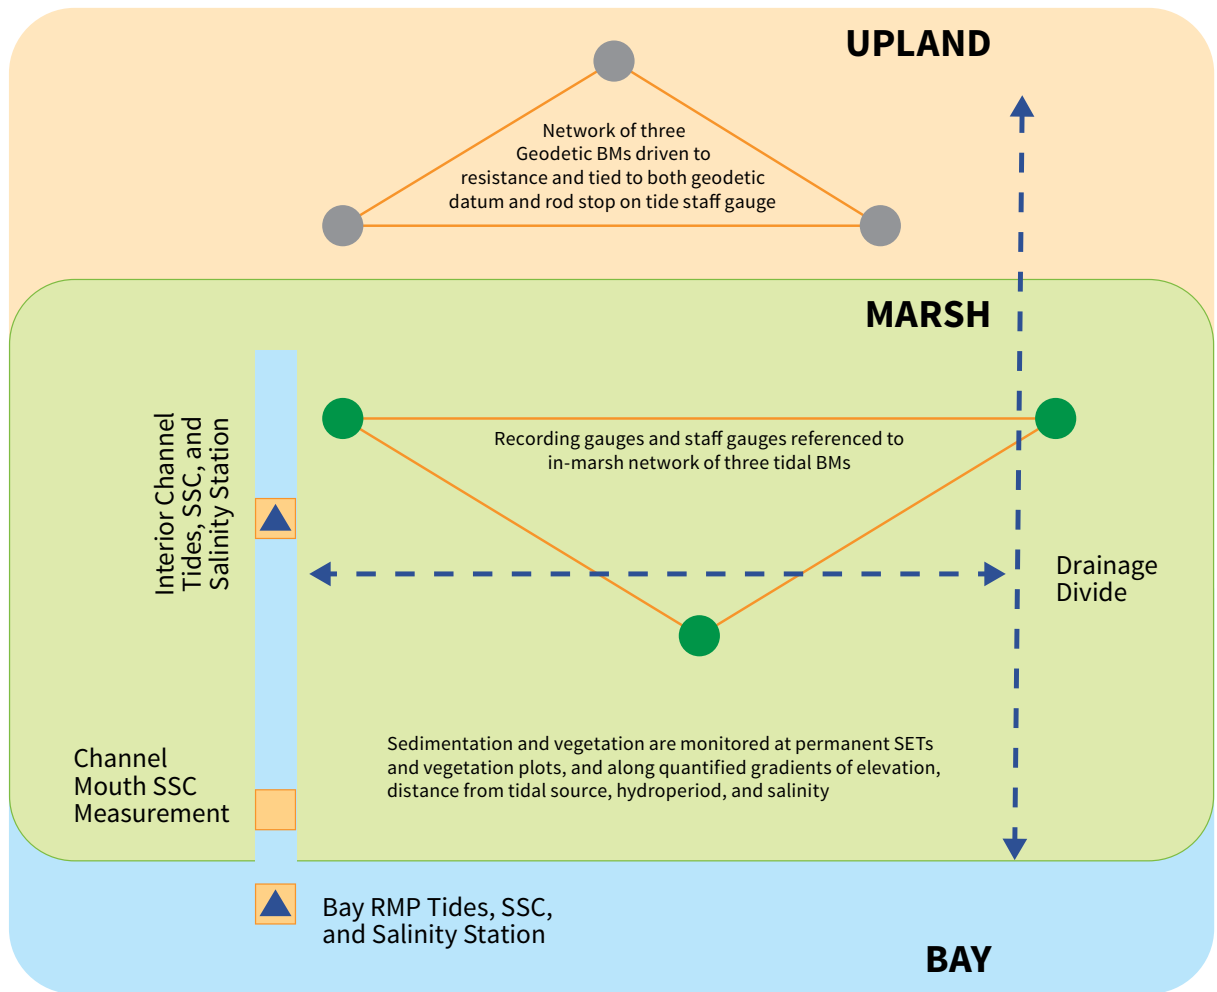 UPLAND
Network of three
Geodetic BMs driven to
resistance and tied to both geodetic
datum and rod stop on tide staff gauge
MARSH
Interior Channel
Tides, SSC, and
Salinity Station
Recording gauges and staff gauges referenced to
in-marsh network of three tidal BMs
Drainage
Divide
Channel
Mouth SSC
Measurement
Sedimentation and vegetation are monitored at permanent SETs
and vegetation plots, and along quantified gradients of elevation,
distance from tidal source, hydroperiod, and salinity
Bay RMP Tides, SSC,
and Salinity Station
BAY